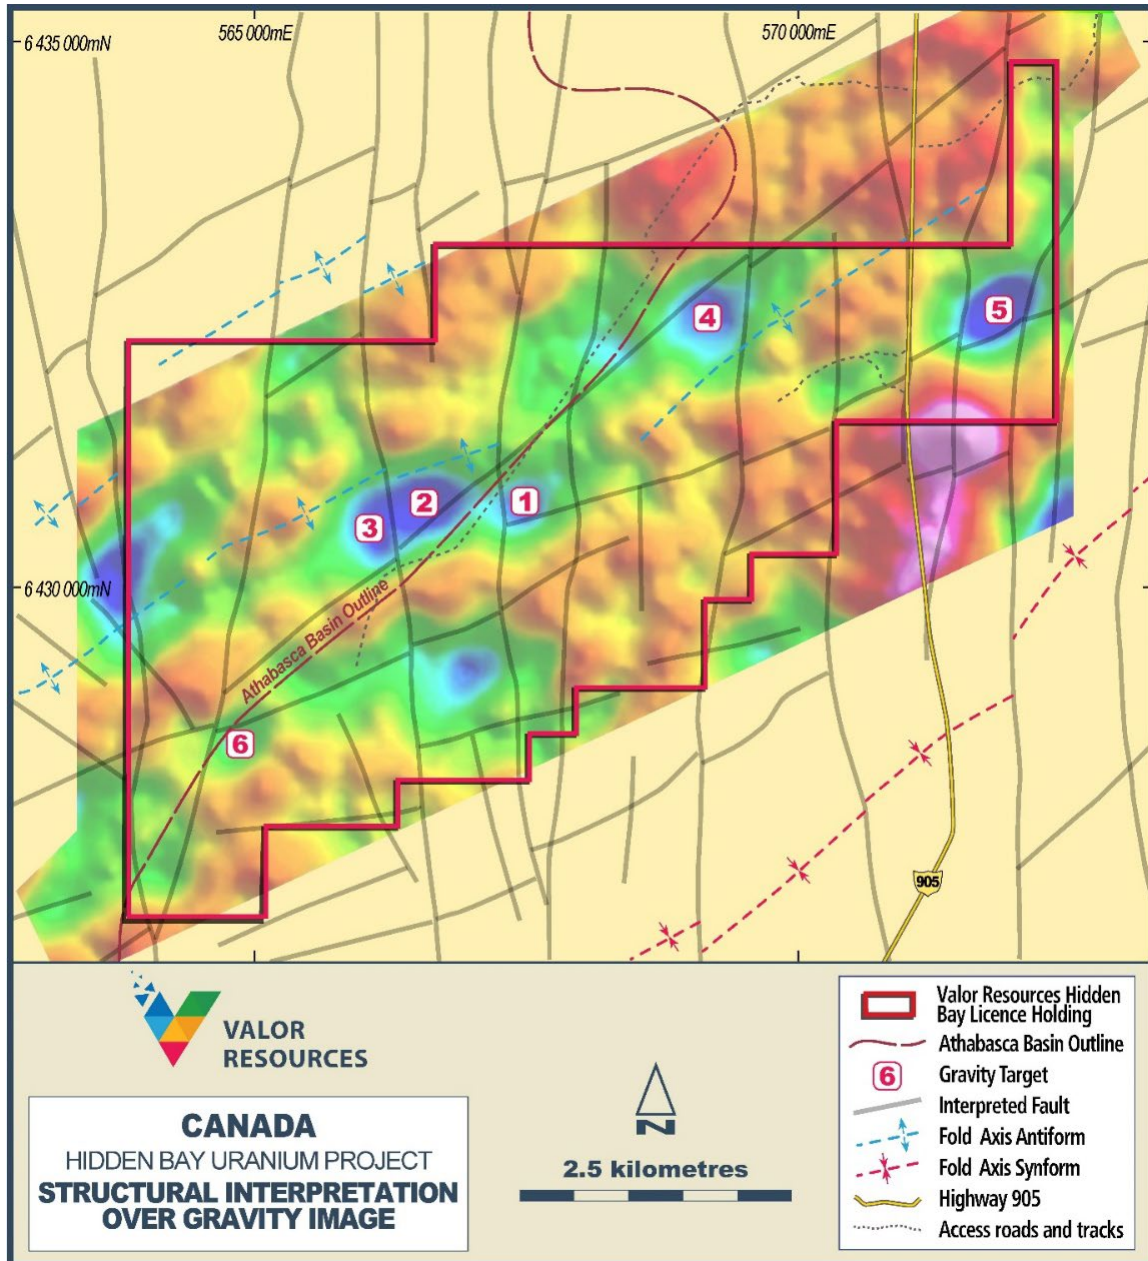 565 000mE
570 000mE
6 435 000mN
5
4
1
2
3
6 430 000mN
Athabasca Basin Outline
6
905
VALOR
RESOURCES
CANADA
HIDDEN BAY URANIUM PROJECT
STRUCTURAL INTERPRETATION
OVER GRAVITY IMAGE
N
2.5 kilometres
Valor Resources Hidden
Bay Licence Holding
Athabasca Basin Outline
6
Gravity Target
Interpreted Fault
Fold Axis Antiform
Fold Axis Synform
Highway 905
Access roads and tracks